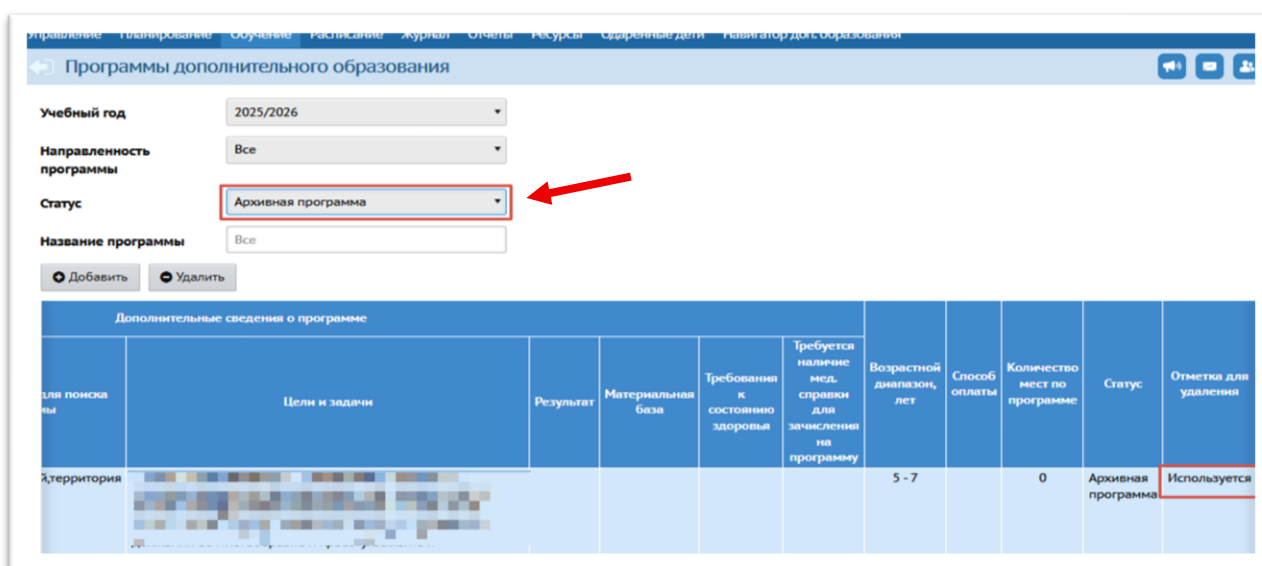 Управление Планирование Обучение Расписание Журнал Отчеты Ресурсы Одаренные дети Навигатор доп. образования
Программы дополнительного образования
Учебный год 2025/2026
Направленность программы Все
Статус Архивная программа
Название программы Все
Добавить Удалить
Дополнительные сведения о программе
для поиска
Цели и задачи
Результат
Материальная
база
Требования
к
состоянию
здоровья
Требуется
наличие
мед.
справки
для
зачисления
на
программу
Возрастной
диапазон,
лет
Способ
оплаты
Количество
мест по
программе
Статус
Отметка для
удаления
й,территория
5 - 7
0
Архивная
программа
Используется